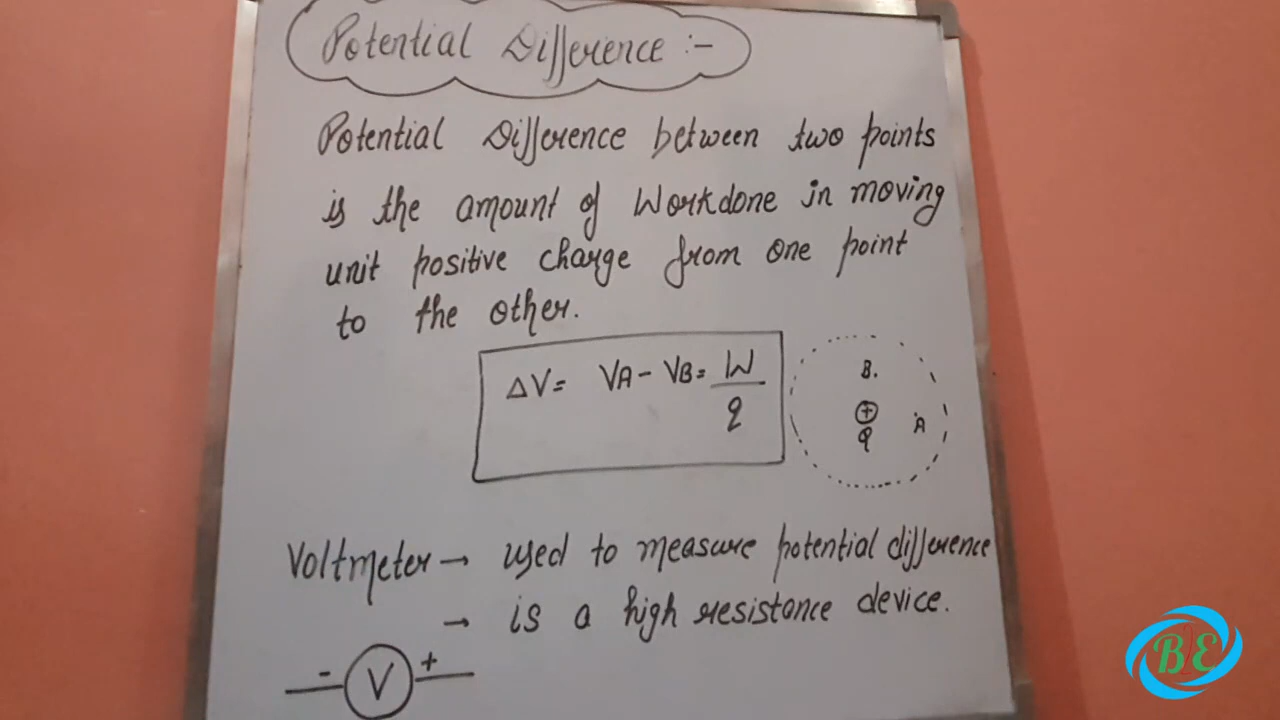 Potential Difference :-
Potential Difference between two points
is the amount of Workdone in moving
unit positive charge from one point
to the other.
ΔV = VA - VB = W/q
B.
+
q
A
Voltmeter → used to measure potential difference
→ is a high resistance device.
- V +
BE